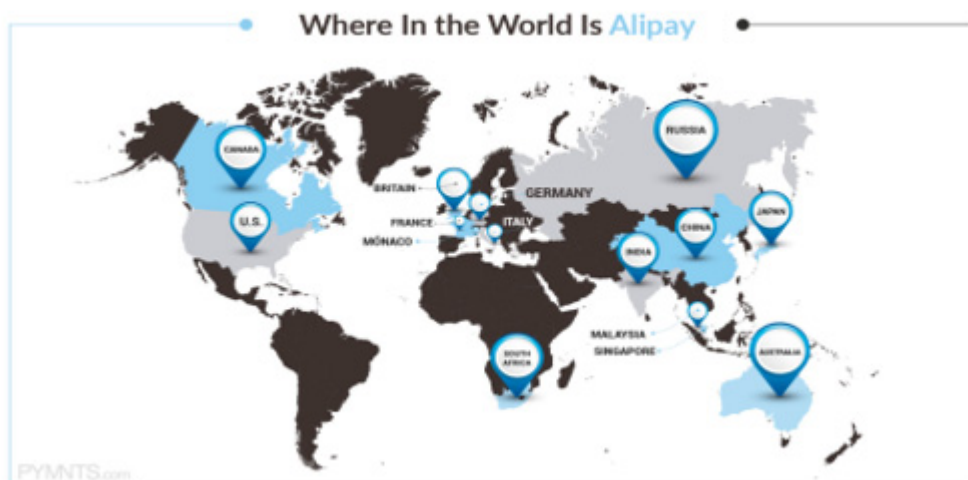 Where In the World Is Alipay
CANADA
RUSSIA
BRITAIN
GERMANY
U.S.
FRANCE
ITALY
JAPAN
MÓNACO
CHINA
INDIA
MALAYSIA
SINGAPORE
SOUTH
AFRICA
AUSTRALIA
PYMNTS.com